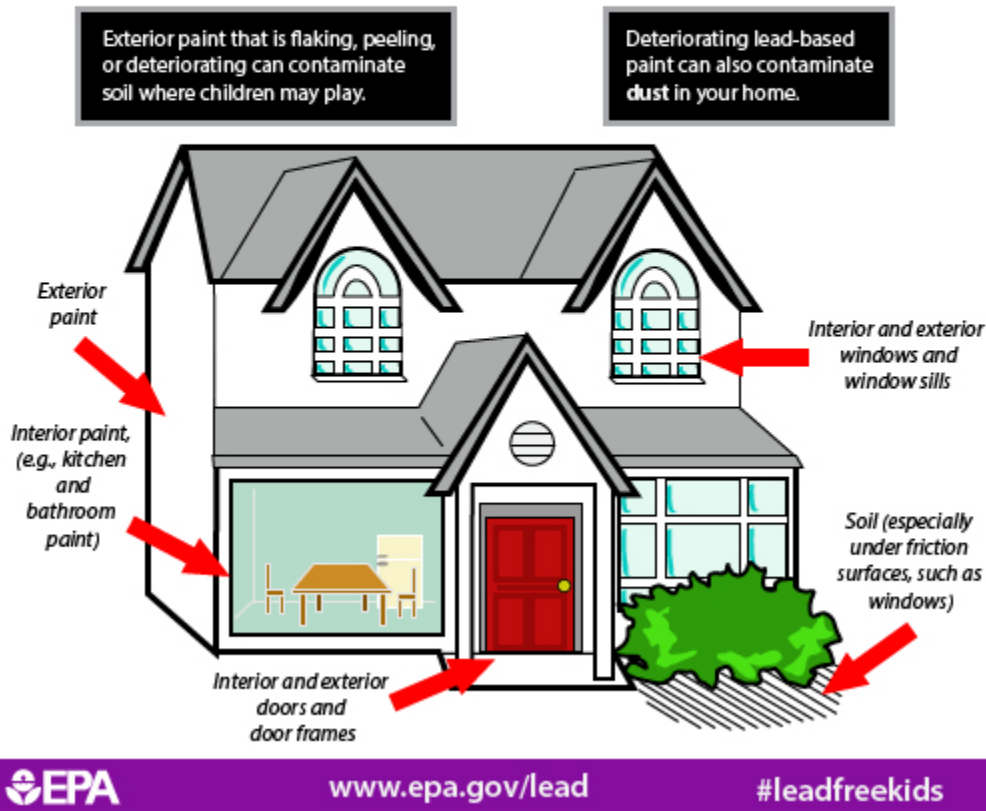 Exterior paint that is flaking, peeling,
or deteriorating can contaminate
soil where children may play.
Deteriorating lead-based
paint can also contaminate
dust in your home.
Exterior
paint
Interior and exterior
windows and
window sills
Interior paint,
(e.g., kitchen
and
bathroom
paint)
Soil (especially
under friction
surfaces, such as
windows)
Interior and exterior
doors and
door frames
EPA
www.epa.gov/lead
#leadfreekids